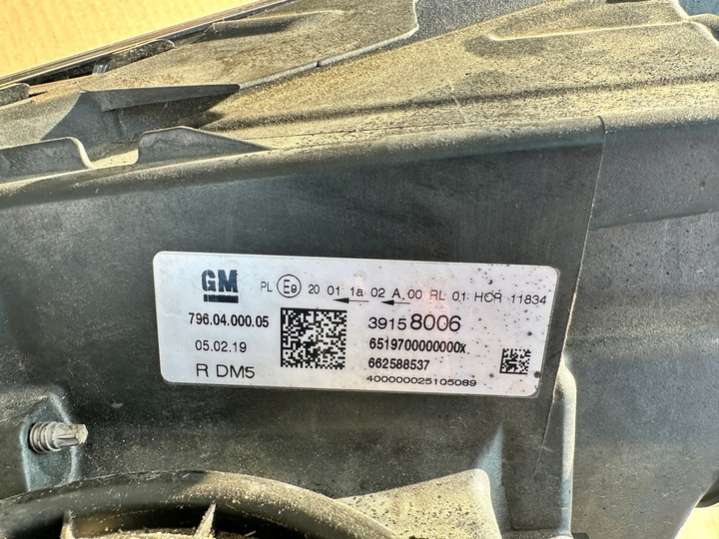 GM PL E9 20 01 1a 02 A.00 RL 01 HCR 11834
796.04.000.05 39158006
05.02.19 6519700000000x
662588537
R DM5 400000025105089